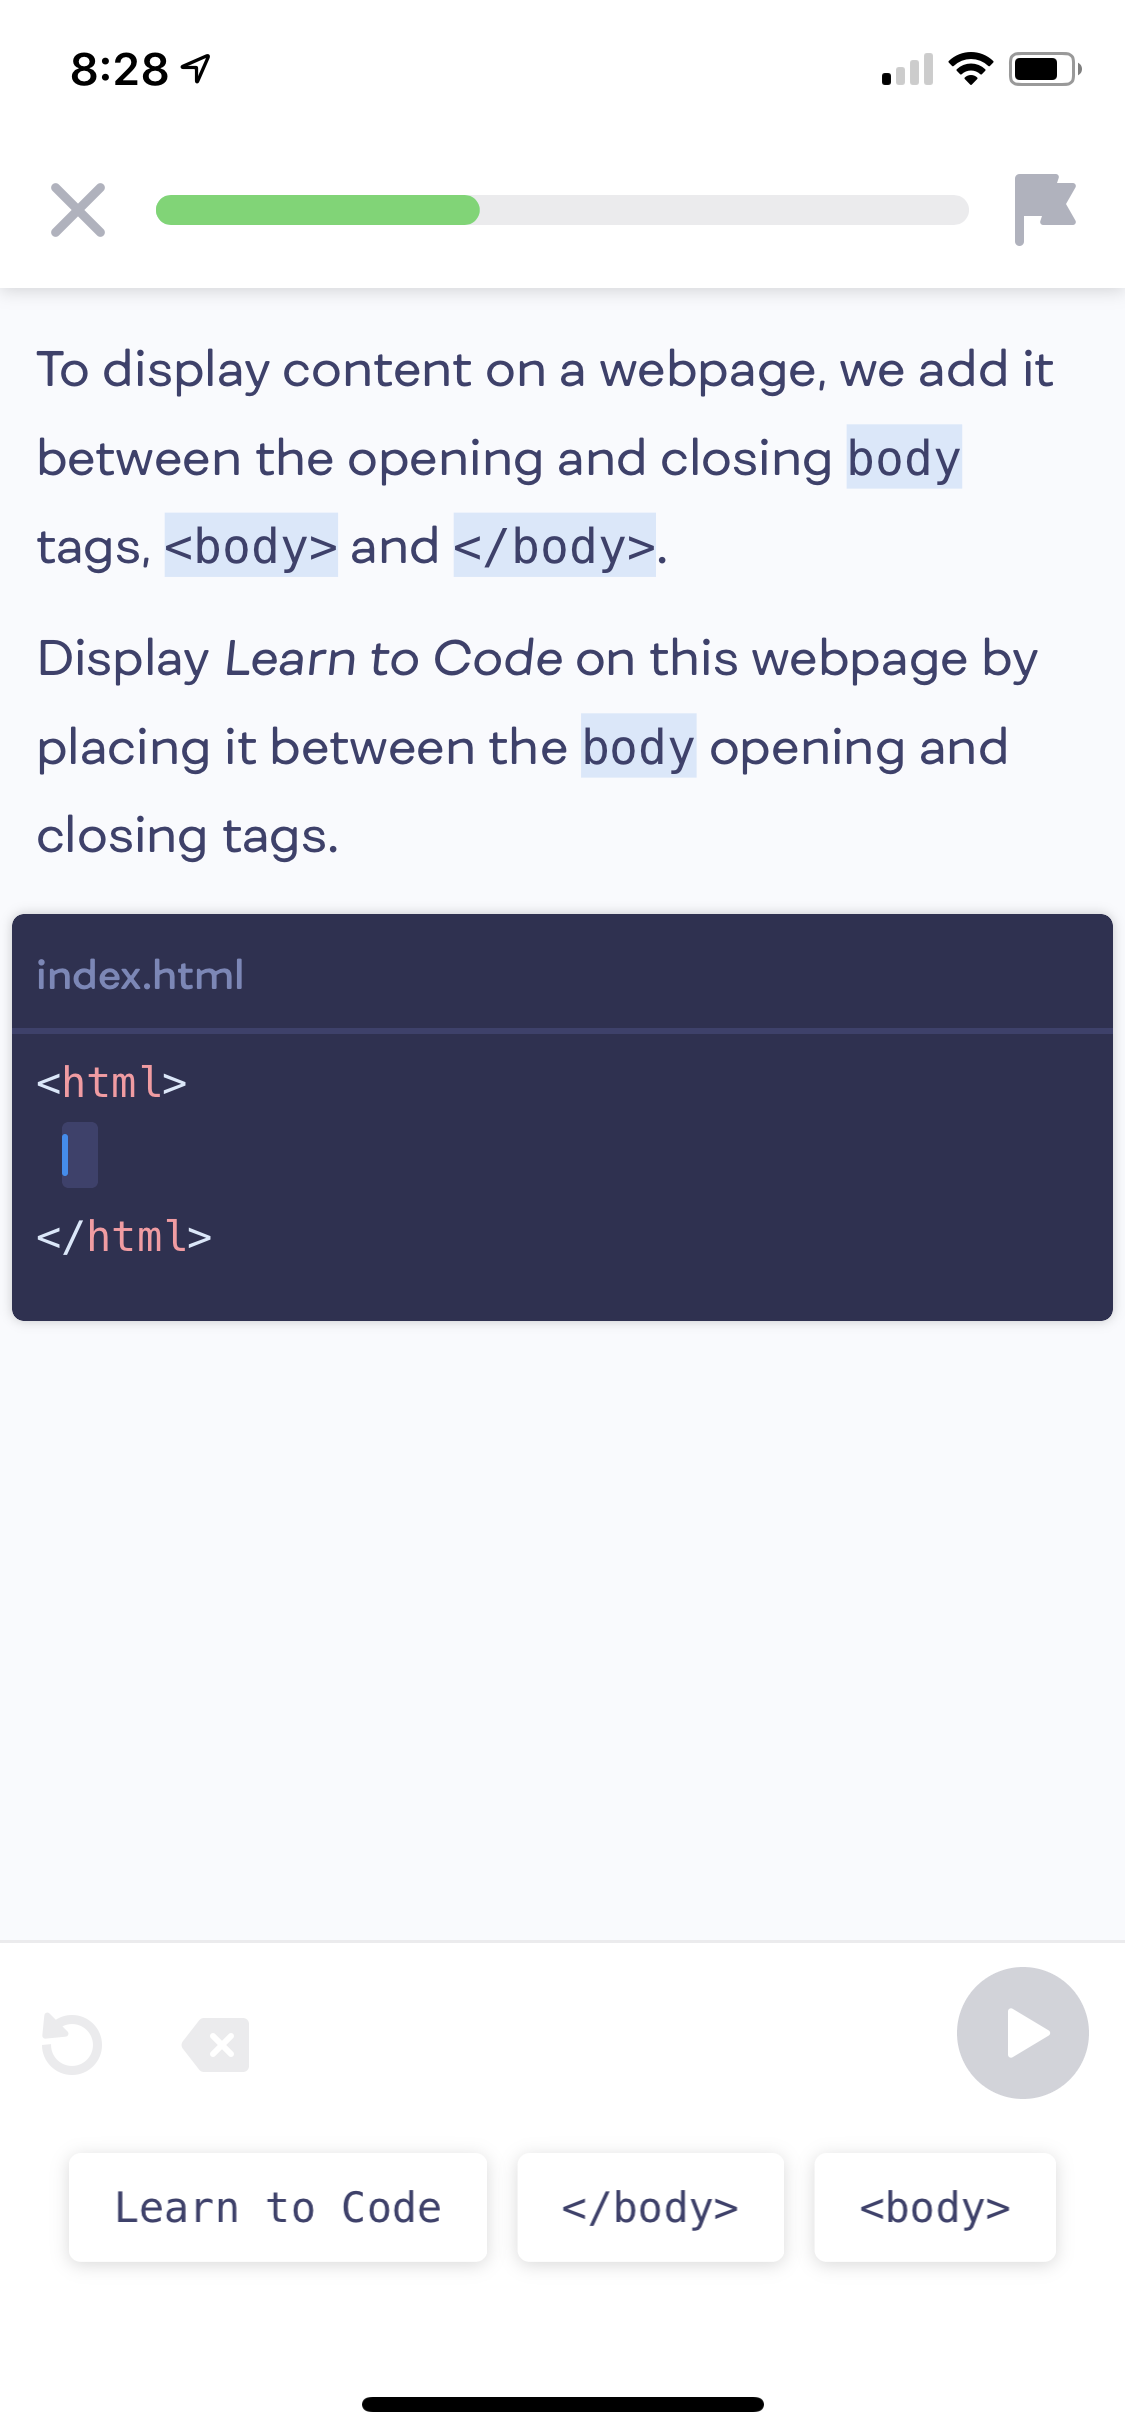 8:28
To display content on a webpage, we add it
between the opening and closing body
tags, <body> and </body>.
Display Learn to Code on this webpage by
placing it between the body opening and
closing tags.
index.html
<html>
</html>
Learn to Code </body> <body>